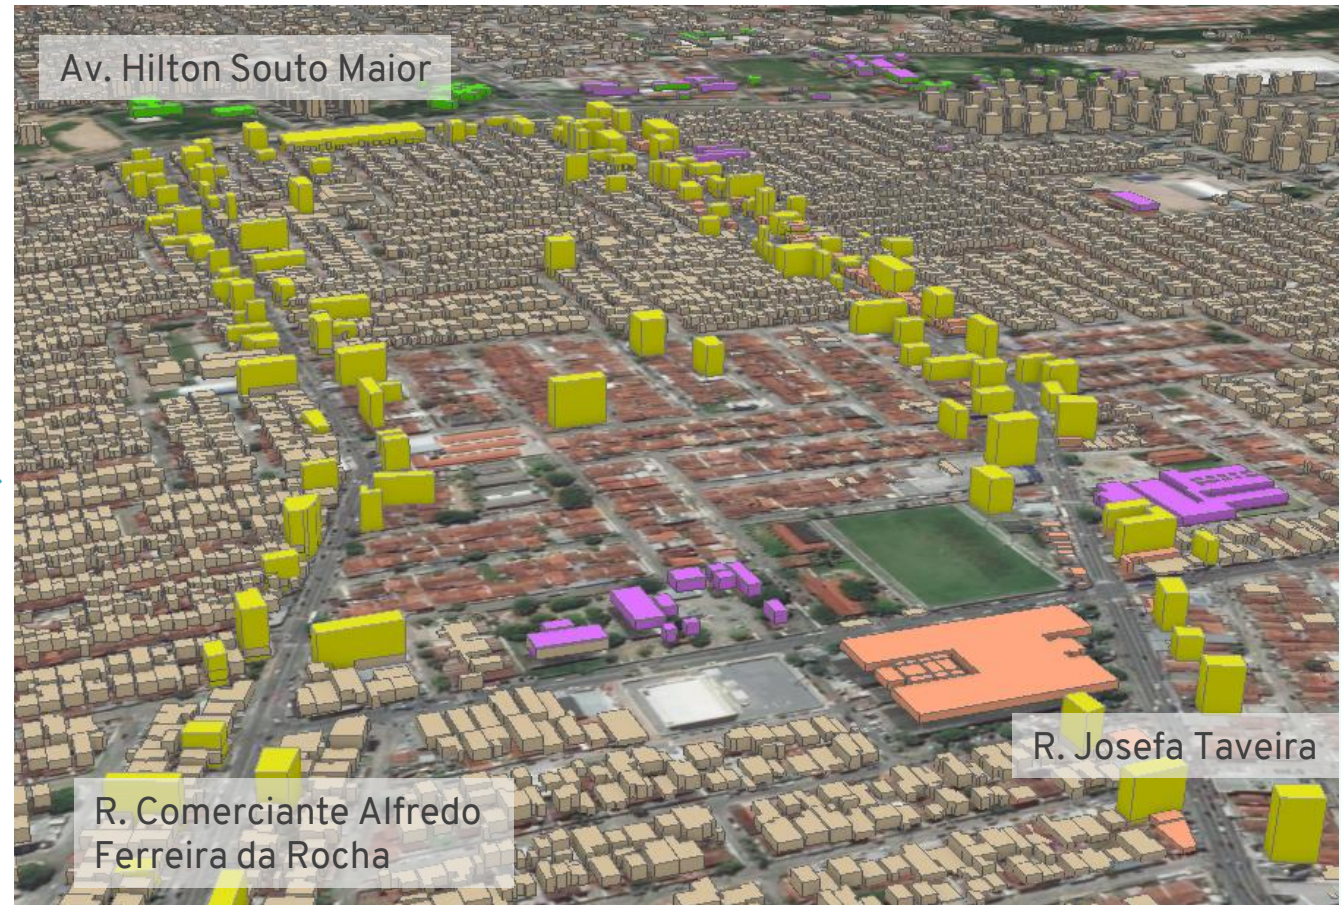 Av. Hilton Souto Maior
R. Josefa Taveira
R. Comerciante Alfredo
Ferreira da Rocha